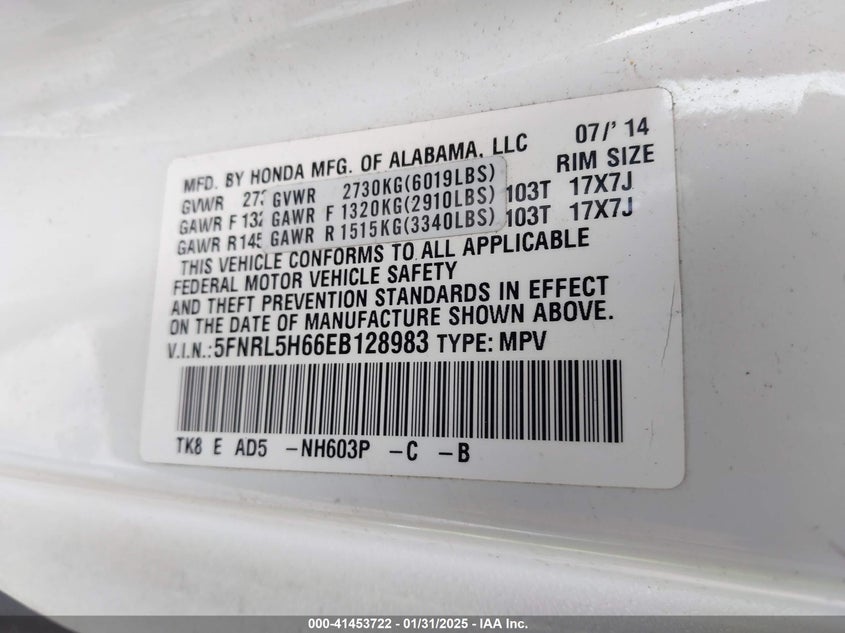 MFD. BY HONDA MFG. OF ALABAMA, LLC 07/' 14
RIM SIZE
GVWR 273 GVWR 2730KG(6019LBS)
GAWR F 132 GAWR F 1320KG(2910LBS) 103T 17X7J
GAWR R 145 GAWR R 1515KG(3340LBS) 103T 17X7J
THIS VEHICLE CONFORMS TO ALL APPLICABLE
FEDERAL MOTOR VEHICLE SAFETY
AND THEFT PREVENTION STANDARDS IN EFFECT
ON THE DATE OF MANUFACTURE SHOWN ABOVE.
V.I.N.:5FNRL5H66EB128983 TYPE: MPV
TK8 E AD5 -NH603P -C -B
000-41453722 - 01/31/2025 - IAA Inc.